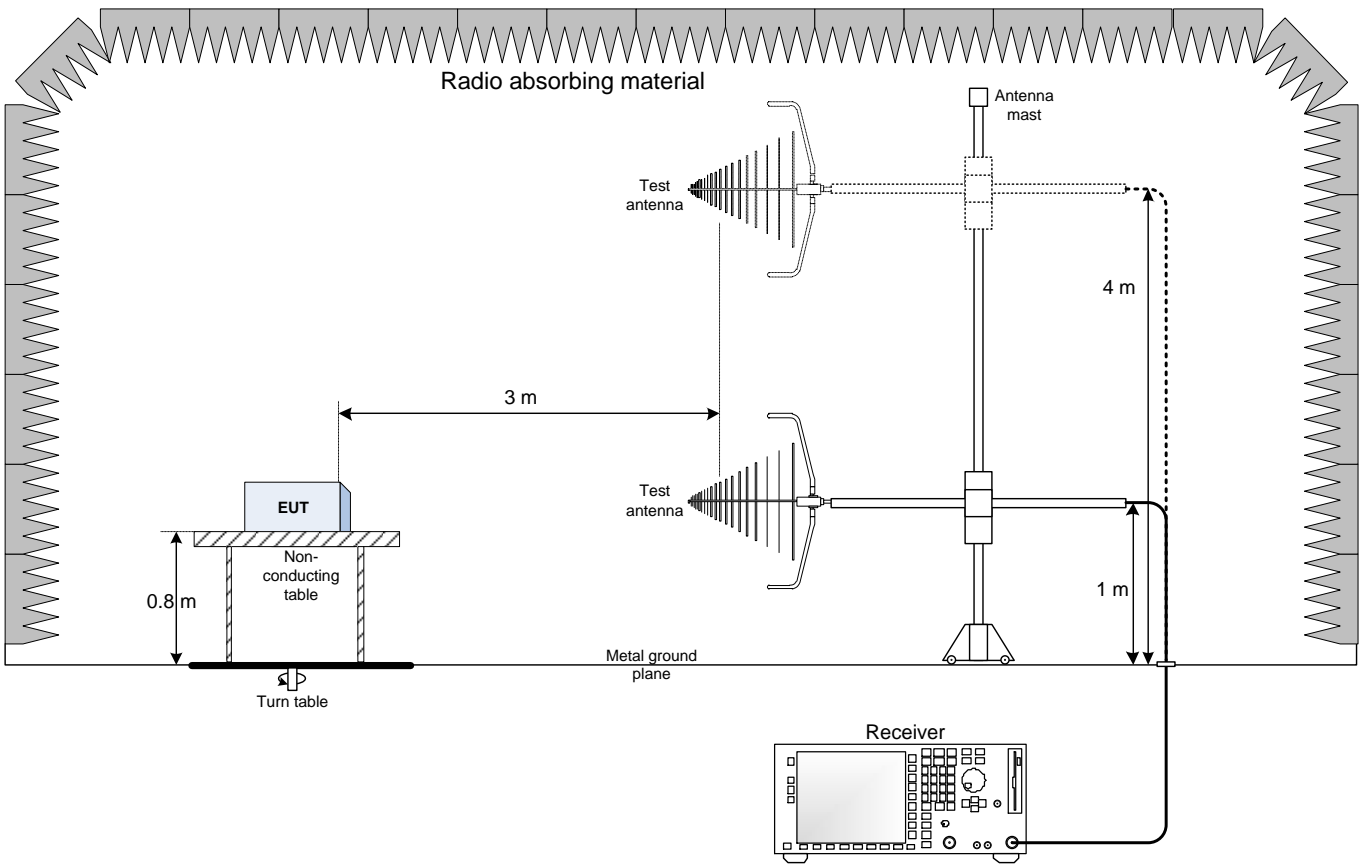 Radio absorbing material
Antenna
mast
Test
antenna
4 m
3 m
Test
antenna
EUT
Non-
conducting
table
0.8 m
1 m
Metal ground
plane
Turn table
Receiver